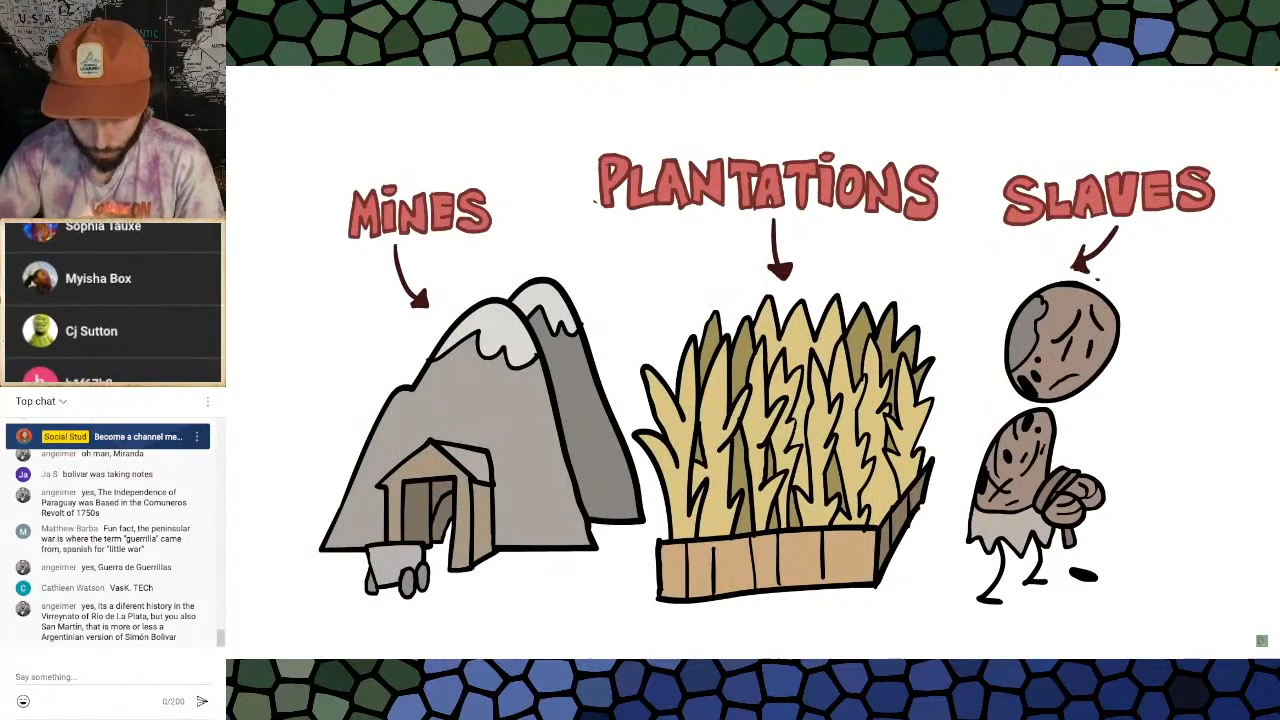 U.S.A
MiNES
PLANTATiONS
SLAVES
Sophia Tauxe
Myisha Box
Cj Sutton
Top chat
Social Stud Become a channel me...
angeimer oh man, Miranda
Ja S bolivar was taking notes
angeimer yes, The Independence of
Paraguay was Based in the Comuneros
Revolt of 1750s
Matthew Barba Fun fact, the peninsular
war is where the term "guerrilla" came
from, spanish for "little war"
angeimer yes, Guerra de Guerrillas
Cathleen Watson VasK. TECh
angeimer yes, Its a diferent history in the
Virreynato of Rio de La Plata, but you also
San Martín, that is more or less a
Argentinian version of Simón Bolivar
Say something...
0/200